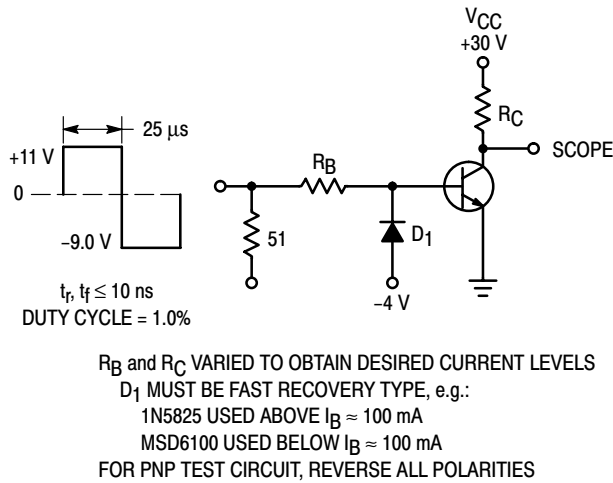 V_CC
+30 V
25 μs
R_C
+11 V
SCOPE
R_B
0
51
D_1
–9.0 V
–4 V
t_r, t_f ≤ 10 ns
DUTY CYCLE = 1.0%
R_B and R_C VARIED TO OBTAIN DESIRED CURRENT LEVELS
D_1 MUST BE FAST RECOVERY TYPE, e.g.:
1N5825 USED ABOVE I_B ≈ 100 mA
MSD6100 USED BELOW I_B ≈ 100 mA
FOR PNP TEST CIRCUIT, REVERSE ALL POLARITIES